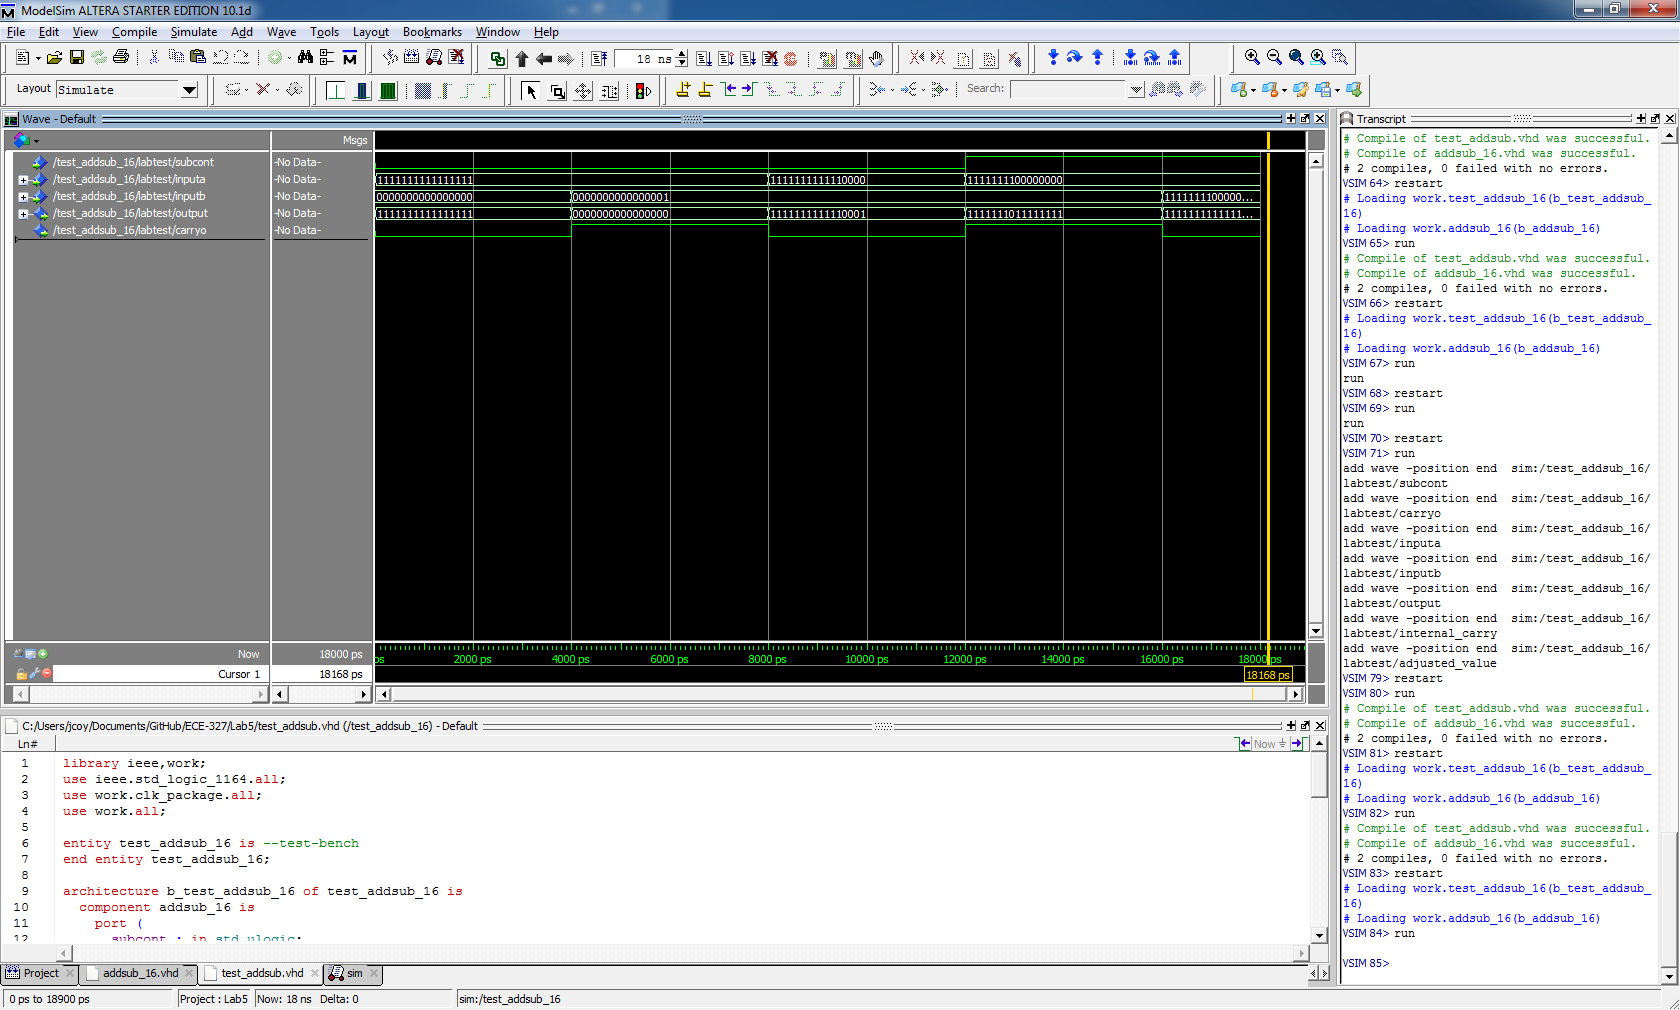 ModelSim ALTERA STARTER EDITION 10.1d
File Edit View Compile Simulate Add Wave Tools Layout Bookmarks Window Help
18 ns
Layout Simulate
Search:
Wave - Default
Msgs
/test_addsub_16/labtest/subcont -No Data-
/test_addsub_16/labtest/inputa -No Data- 1111111111111111 1111111111110000 1111111100000000
/test_addsub_16/labtest/inputb -No Data- 0000000000000000 0000000000000001 11111111100000...
/test_addsub_16/labtest/output -No Data- 1111111111111111 0000000000000000 1111111111110001 1111111011111111 1111111111111...
/test_addsub_16/labtest/carryo -No Data-
Now 18000 ps
ps 2000 ps 4000 ps 6000 ps 8000 ps 10000 ps 12000 ps 14000 ps 16000 ps 18000 ps
Cursor 1 18168 ps
18168 ps
C:/Users/jcoy/Documents/GitHub/ECE-327/Lab5/test_addsub.vhd (/test_addsub_16) - Default
Ln#
Now
1 library ieee,work;
2 use ieee.std_logic_1164.all;
3 use work.clk_package.all;
4 use work.all;
5
6 entity test_addsub_16 is --test-bench
7 end entity test_addsub_16;
8
9 architecture b_test_addsub_16 of test_addsub_16 is
10 component addsub_16 is
11 port (
12 subcont : in std_ulogic;
Project addsub_16.vhd test_addsub.vhd sim
0 ps to 18900 ps Project : Lab5 Now: 18 ns Delta: 0 sim:/test_addsub_16
Transcript
# Compile of test_addsub.vhd was successful.
# Compile of addsub_16.vhd was successful.
# 2 compiles, 0 failed with no errors.
VSIM 64> restart
# Loading work.test_addsub_16(b_test_addsub_
16)
# Loading work.addsub_16(b_addsub_16)
VSIM 65> run
# Compile of test_addsub.vhd was successful.
# Compile of addsub_16.vhd was successful.
# 2 compiles, 0 failed with no errors.
VSIM 66> restart
# Loading work.test_addsub_16(b_test_addsub_
16)
# Loading work.addsub_16(b_addsub_16)
VSIM 67> run
run
VSIM 68> restart
VSIM 69> run
run
VSIM 70> restart
VSIM 71> run
add wave -position end sim:/test_addsub_16/
labtest/subcont
add wave -position end sim:/test_addsub_16/
labtest/carryo
add wave -position end sim:/test_addsub_16/
labtest/inputa
add wave -position end sim:/test_addsub_16/
labtest/inputb
add wave -position end sim:/test_addsub_16/
labtest/output
add wave -position end sim:/test_addsub_16/
labtest/internal_carry
add wave -position end sim:/test_addsub_16/
labtest/adjusted_value
VSIM 79> restart
VSIM 80> run
# Compile of test_addsub.vhd was successful.
# Compile of addsub_16.vhd was successful.
# 2 compiles, 0 failed with no errors.
VSIM 81> restart
# Loading work.test_addsub_16(b_test_addsub_
16)
# Loading work.addsub_16(b_addsub_16)
VSIM 82> run
# Compile of test_addsub.vhd was successful.
# Compile of addsub_16.vhd was successful.
# 2 compiles, 0 failed with no errors.
VSIM 83> restart
# Loading work.test_addsub_16(b_test_addsub_
16)
# Loading work.addsub_16(b_addsub_16)
VSIM 84> run
VSIM 85>